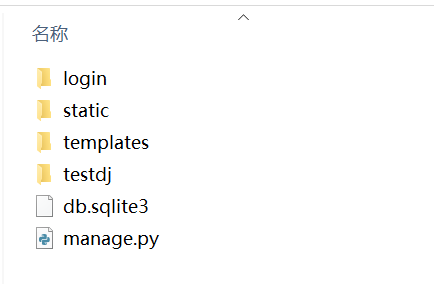 名称
login
static
templates
testdj
db.sqlite3
manage.py